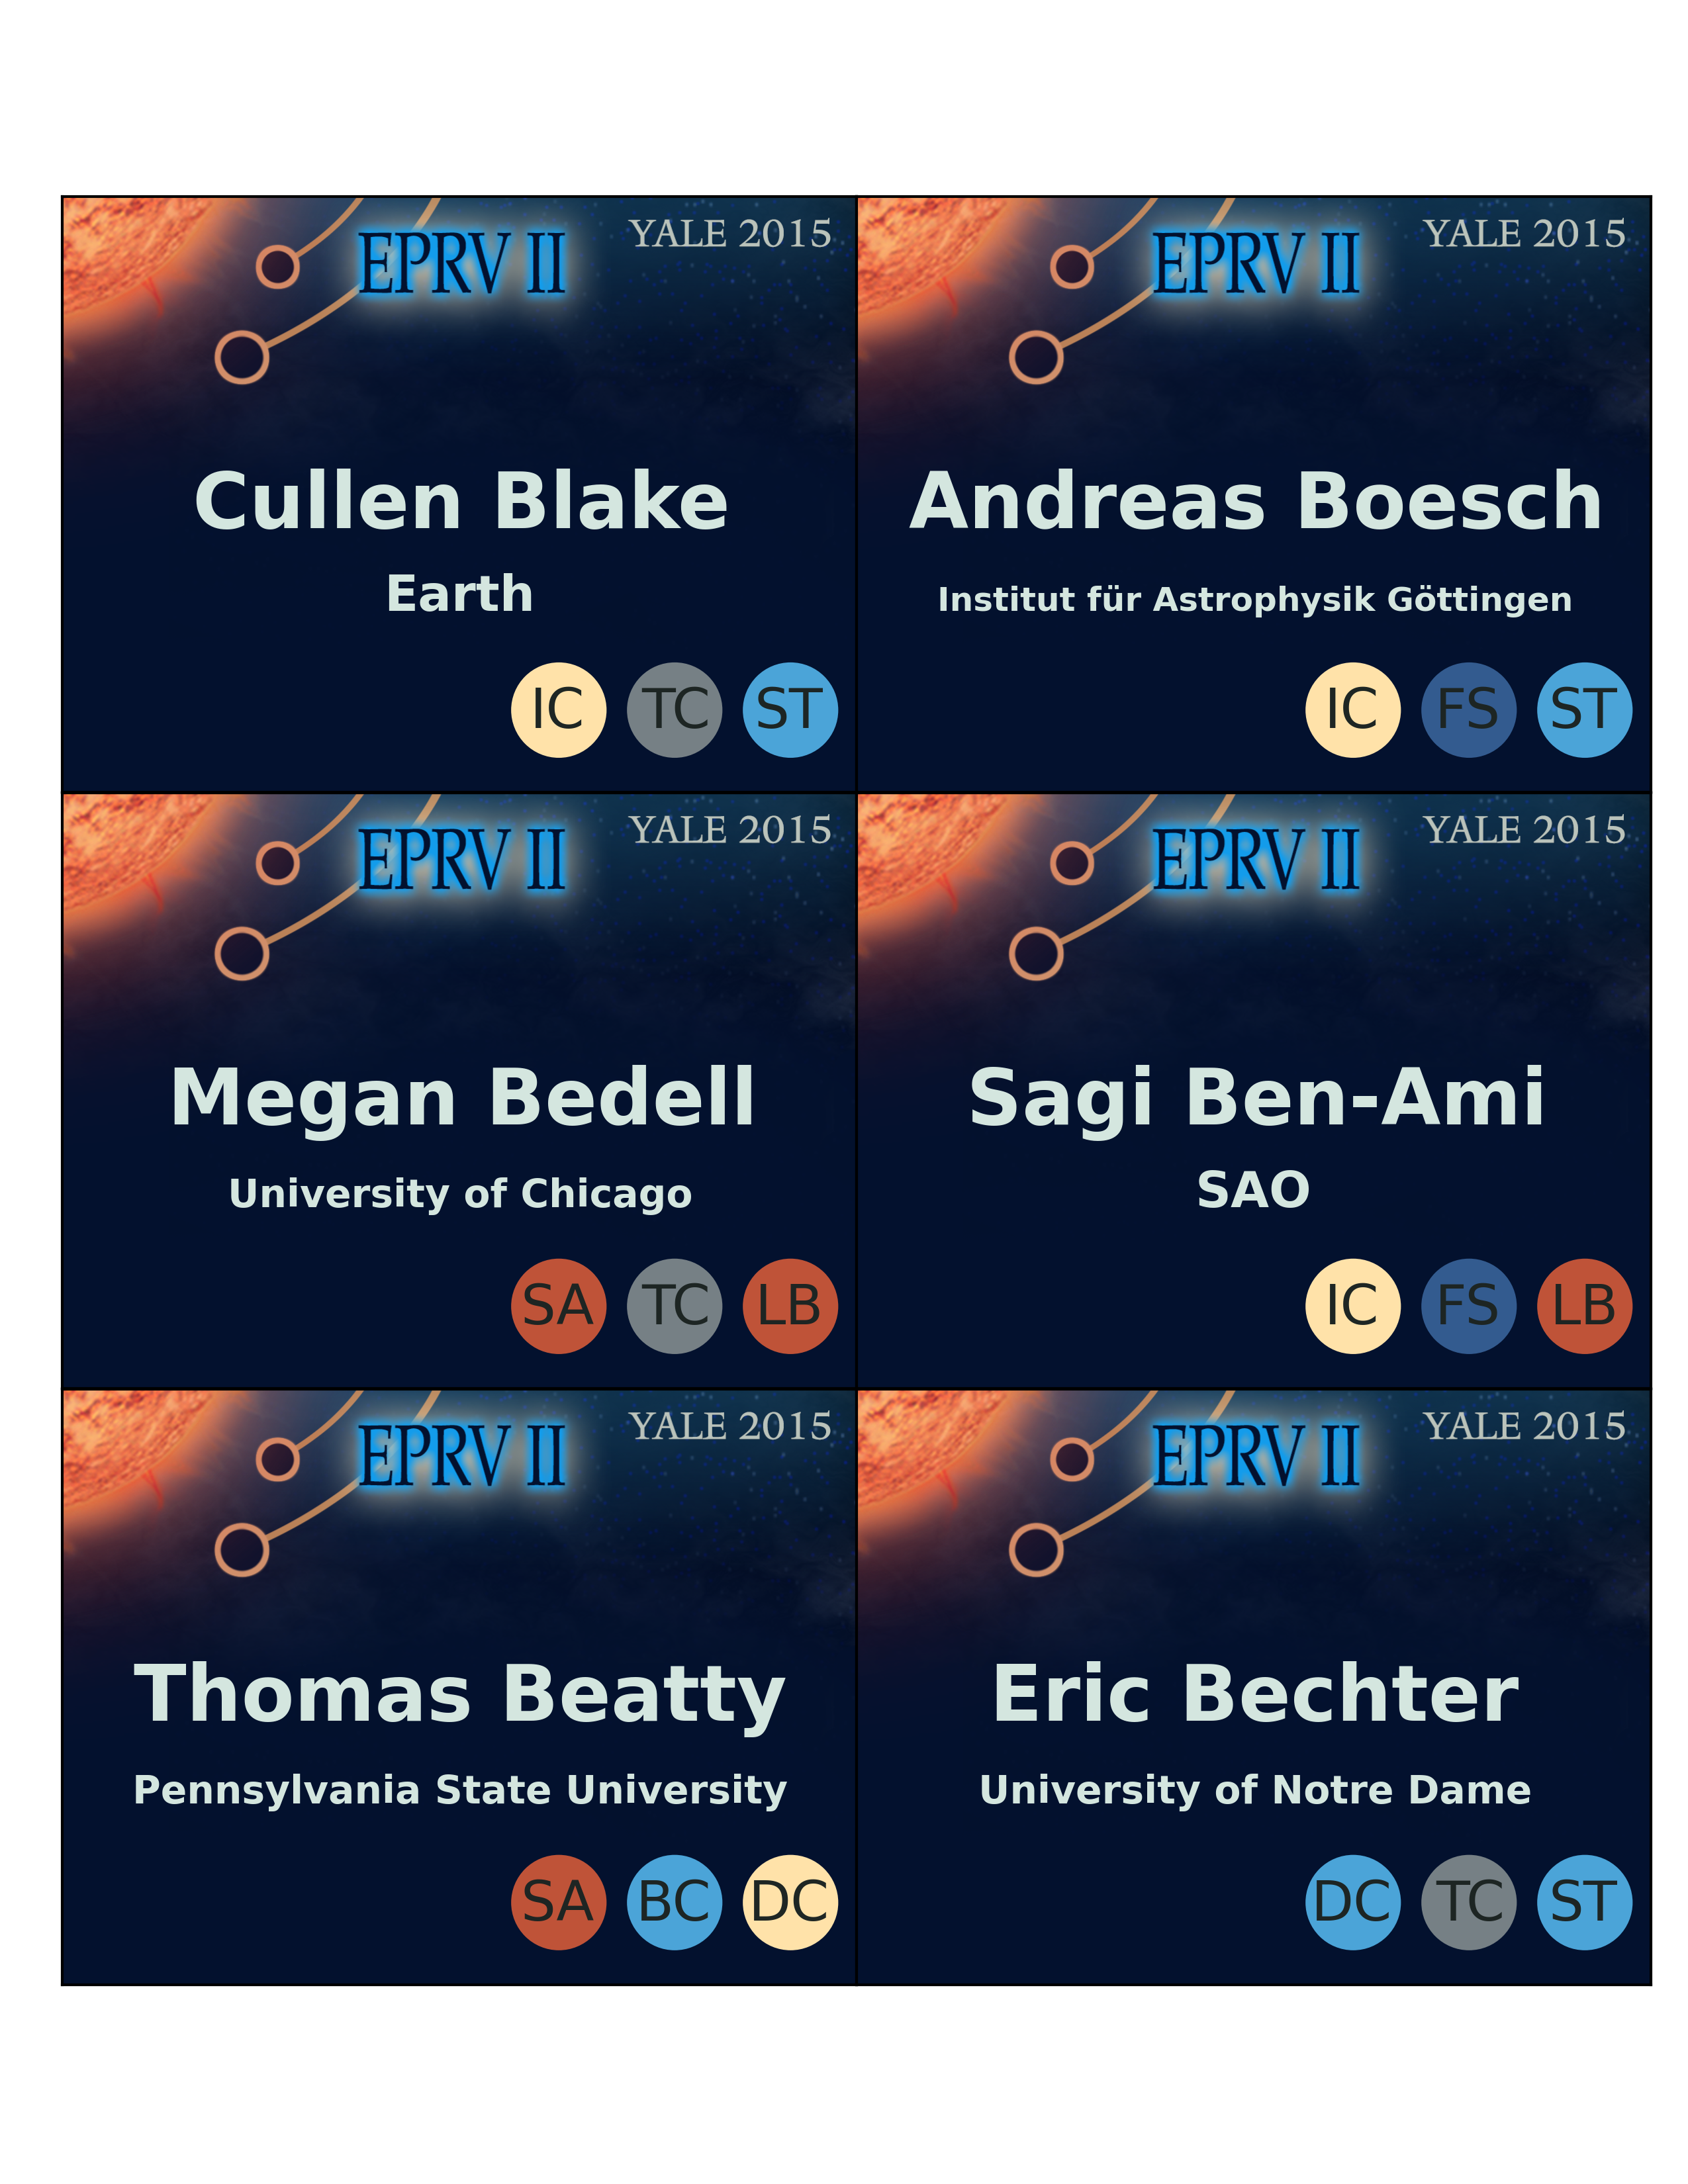 EPRV II YALE 2015
Cullen Blake
Earth
IC TC ST
EPRV II YALE 2015
Andreas Boesch
Institut für Astrophysik Göttingen
IC FS ST
EPRV II YALE 2015
Megan Bedell
University of Chicago
SA TC LB
EPRV II YALE 2015
Sagi Ben-Ami
SAO
IC FS LB
EPRV II YALE 2015
Thomas Beatty
Pennsylvania State University
SA BC DC
EPRV II YALE 2015
Eric Bechter
University of Notre Dame
DC TC ST